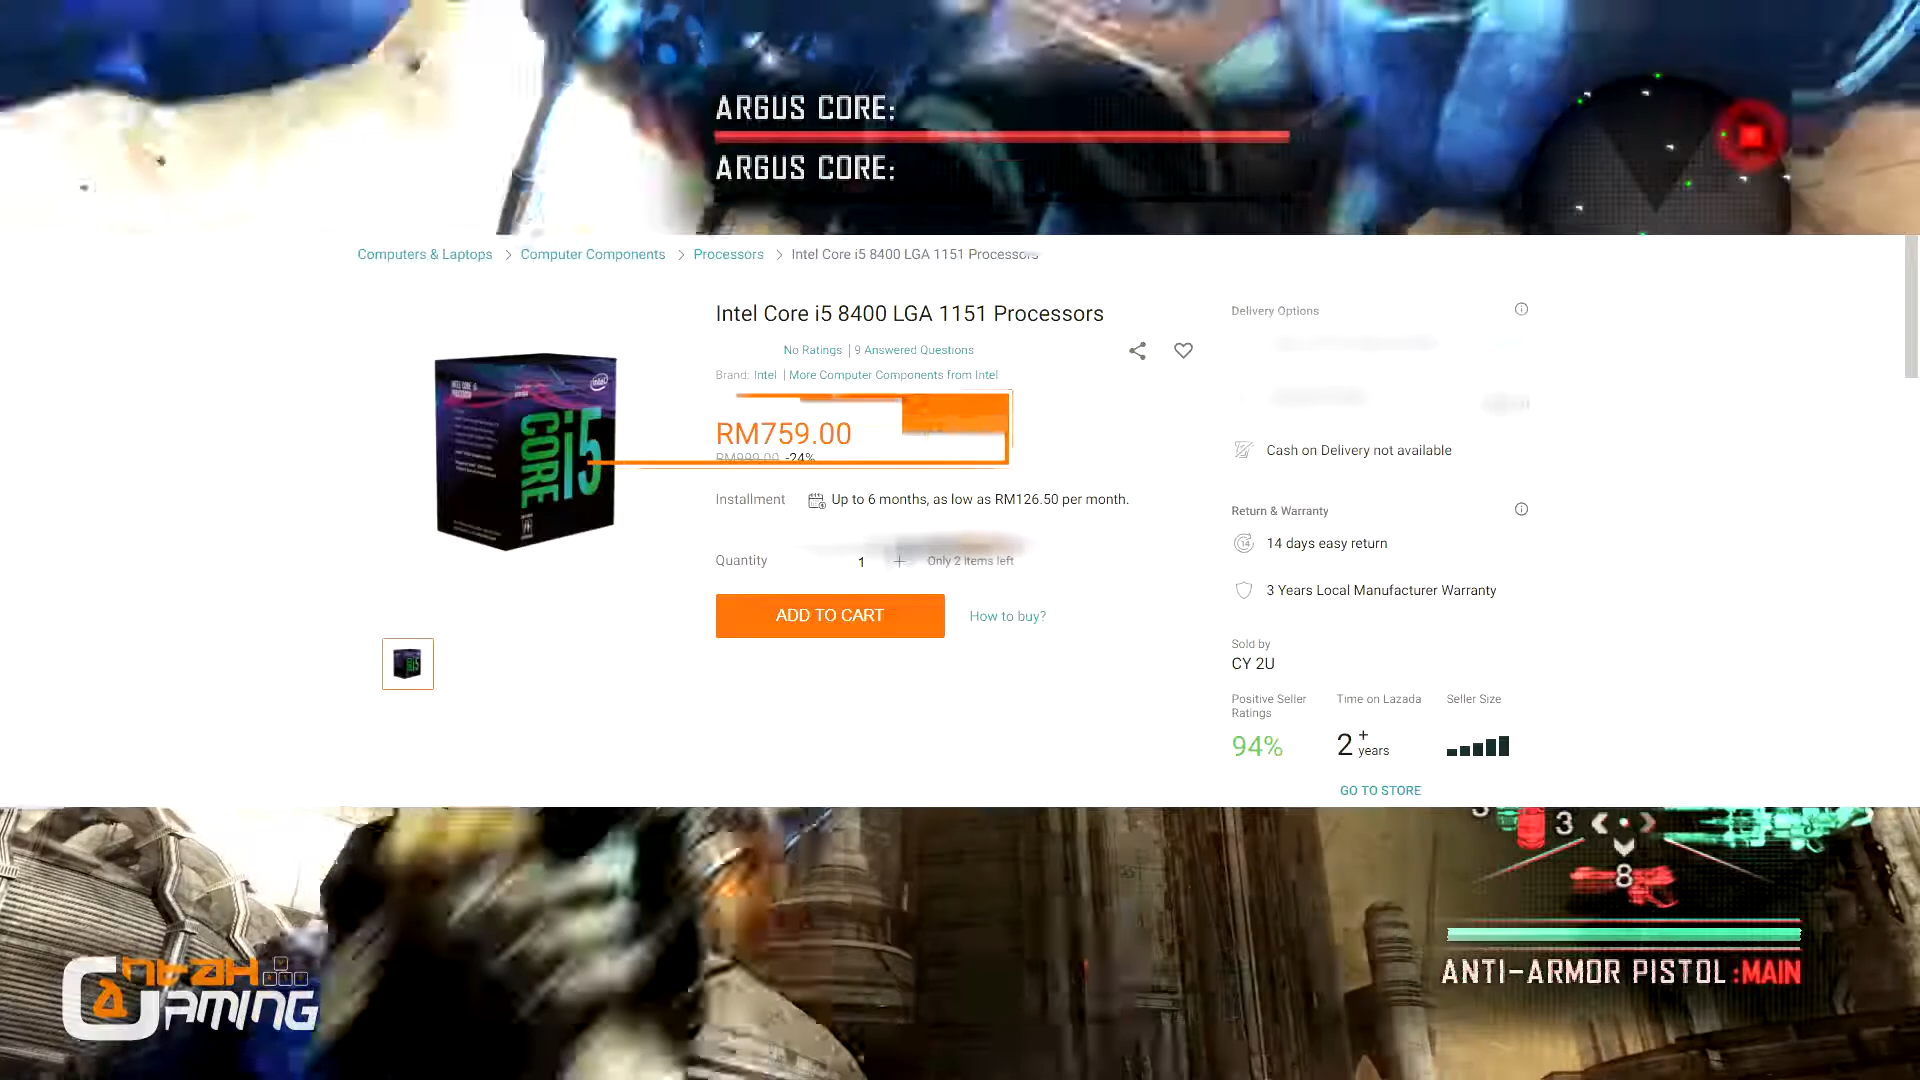 ARGUS CORE:
ARGUS CORE:
Computers & Laptops > Computer Components > Processors > Intel Core i5 8400 LGA 1151 Processors
Intel Core i5 8400 LGA 1151 Processors
No Ratings | 9 Answered Questions
Brand: Intel | More Computer Components from Intel
RM759.00
RM999.00 -24%
Installment Up to 6 months, as low as RM126.50 per month.
Quantity 1 + Only 2 items left
ADD TO CART How to buy?
intel
CORE i5
Delivery Options
Cash on Delivery not available
Return & Warranty
14 days easy return
3 Years Local Manufacturer Warranty
Sold by
CY 2U
Positive Seller Ratings
Time on Lazada
Seller Size
94%
2+ years
GO TO STORE
3
8
ANTI-ARMOR PISTOL :MAIN
ENTAH
GAMING